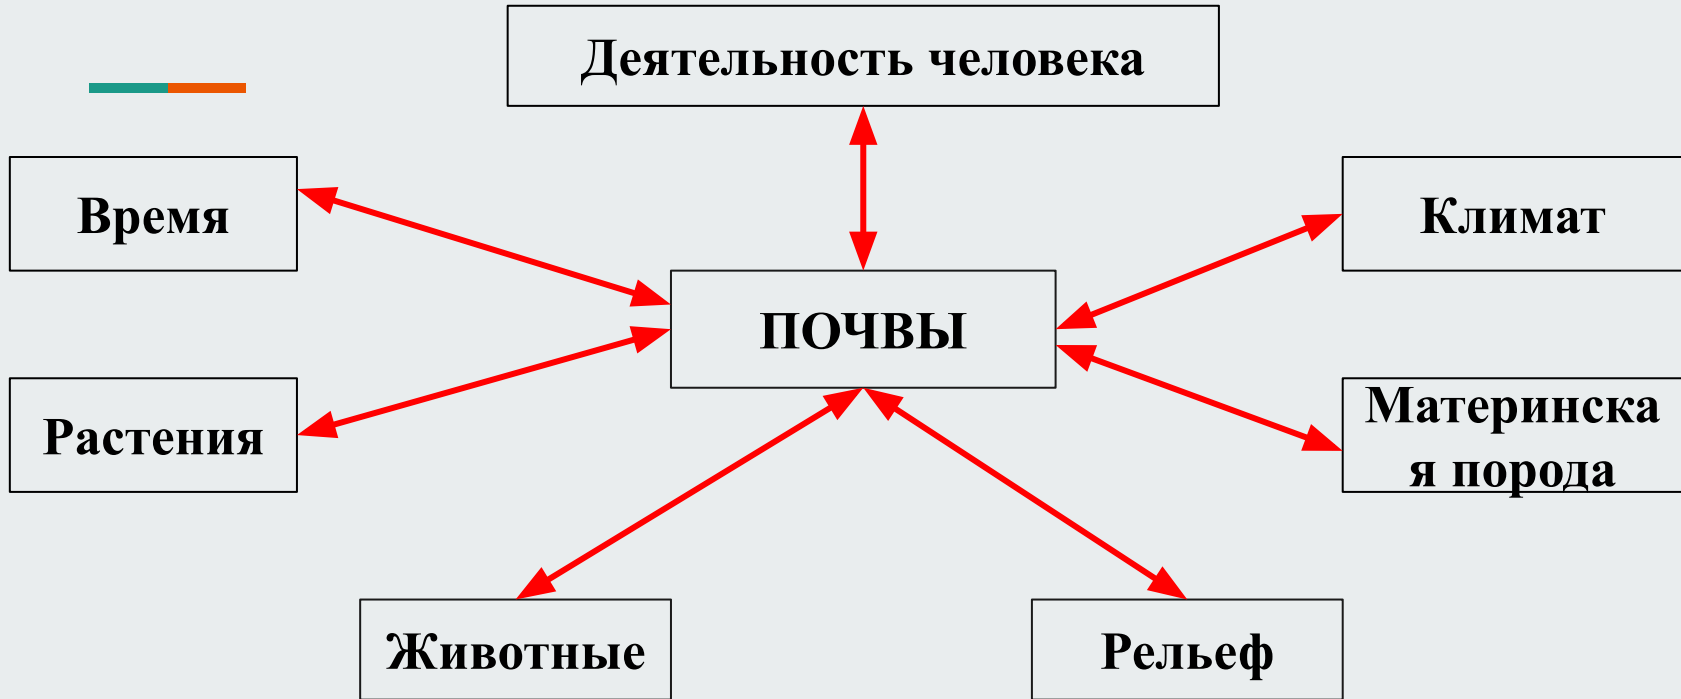 Деятельность человека
Время
Климат
ПОЧВЫ
Растения
Материнска
я порода
Животные
Рельеф